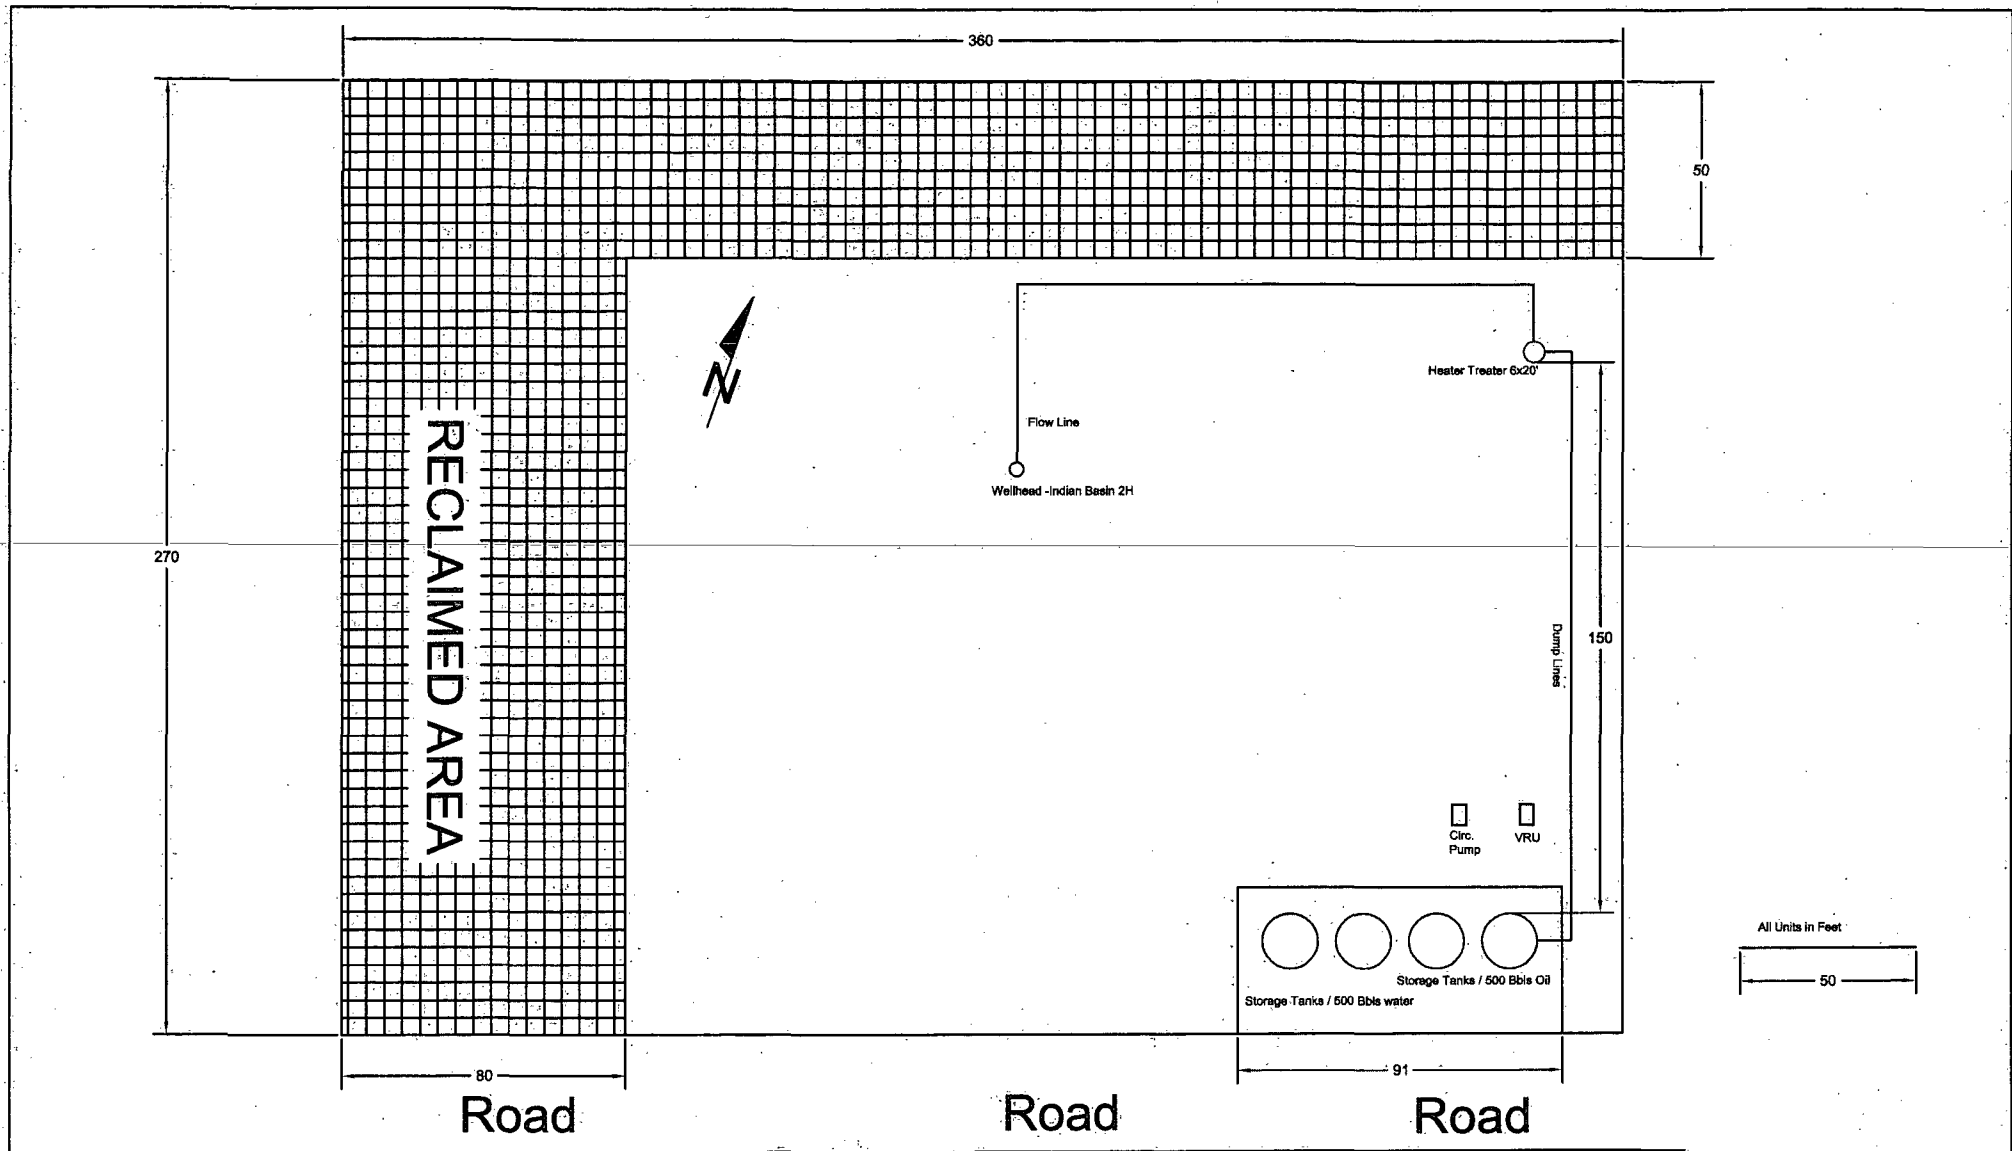 360
50
N
Heater Treater 6x20'
Flow Line
Wellhead -Indian Basin 2H
RECLAIMED AREA
270
Dump Lines
150
Circ.
Pump
VRU
All Units in Feet
50
Storage Tanks / 500 Bbls Oil
Storage Tanks / 500 Bbls water
80
91
Road
Road
Road